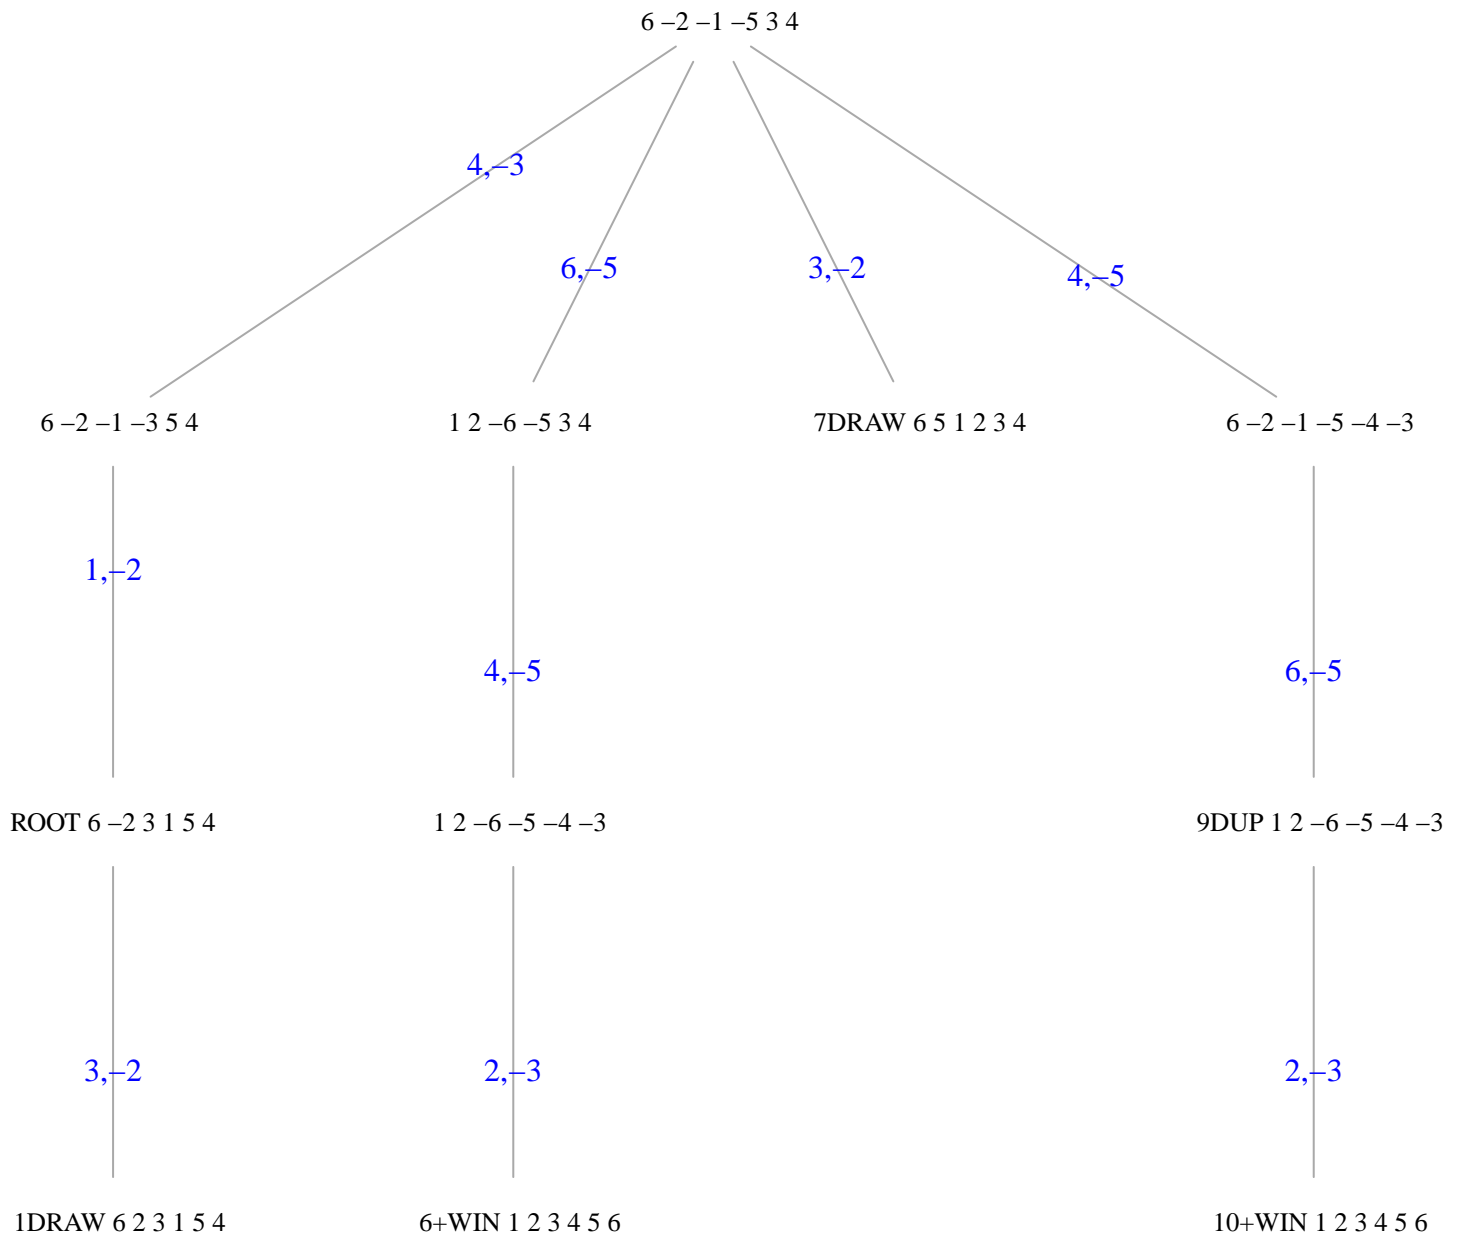 6 –2 –1 –5 3 4
4,–3
6,–5
3,–2
4,–5
6 –2 –1 –3 5 4
1 2 –6 –5 3 4
7DRAW 6 5 1 2 3 4
6 –2 –1 –5 –4 –3
1,–2
4,–5
6,–5
ROOT 6 –2 3 1 5 4
1 2 –6 –5 –4 –3
9DUP 1 2 –6 –5 –4 –3
3,–2
2,–3
2,–3
1DRAW 6 2 3 1 5 4
6+WIN 1 2 3 4 5 6
10+WIN 1 2 3 4 5 6